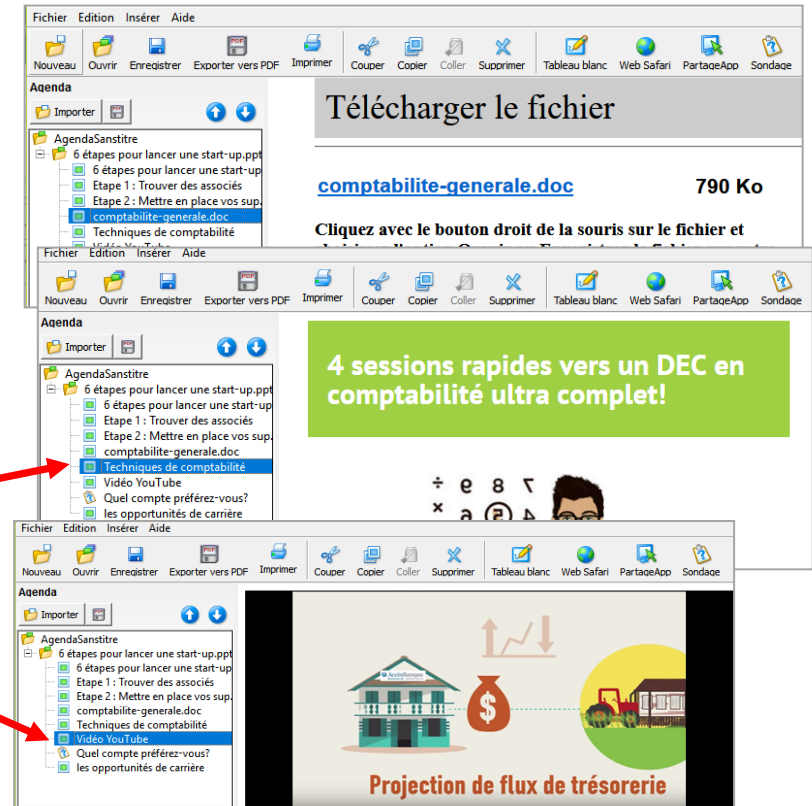 Fichier Edition Insérer Aide
Nouveau Ouvrir Enregistrer Exporter vers PDF Imprimer Couper Copier Coller Supprimer Tableau blanc Web Safari PartageApp Sondage
Agenda
Importer
AgendaSanstitre
6 étapes pour lancer une start-up.ppt
6 étapes pour lancer une start-up
Etape 1 : Trouver des associés
Etape 2 : Mettre en place vos sup.
comptabilite-generale.doc
Techniques de comptabilité
Vidéo YouTube
Télécharger le fichier
comptabilite-generale.doc 790 Ko
Cliquez avec le bouton droit de la souris sur le fichier et
Fichier Edition Insérer Aide
Nouveau Ouvrir Enregistrer Exporter vers PDF Imprimer Couper Copier Coller Supprimer Tableau blanc Web Safari PartageApp Sondage
Agenda
Importer
AgendaSanstitre
6 étapes pour lancer une start-up.ppt
6 étapes pour lancer une start-up
Etape 1 : Trouver des associés
Etape 2 : Mettre en place vos sup.
comptabilite-generale.doc
Techniques de comptabilité
Vidéo YouTube
Quel compte préférez-vous?
les opportunités de carrière
4 sessions rapides vers un DEC en
comptabilité ultra complet!
÷ 9 8 7
× 6 5 4
Fichier Edition Insérer Aide
Nouveau Ouvrir Enregistrer Exporter vers PDF Imprimer Couper Copier Coller Supprimer Tableau blanc Web Safari PartageApp Sondage
Agenda
Importer
AgendaSanstitre
6 étapes pour lancer une start-up.ppt
6 étapes pour lancer une start-up
Etape 1 : Trouver des associés
Etape 2 : Mettre en place vos sup.
comptabilite-generale.doc
Techniques de comptabilité
Vidéo YouTube
Quel compte préférez-vous?
les opportunités de carrière
AccèsBanque
$
Projection de flux de trésorerie